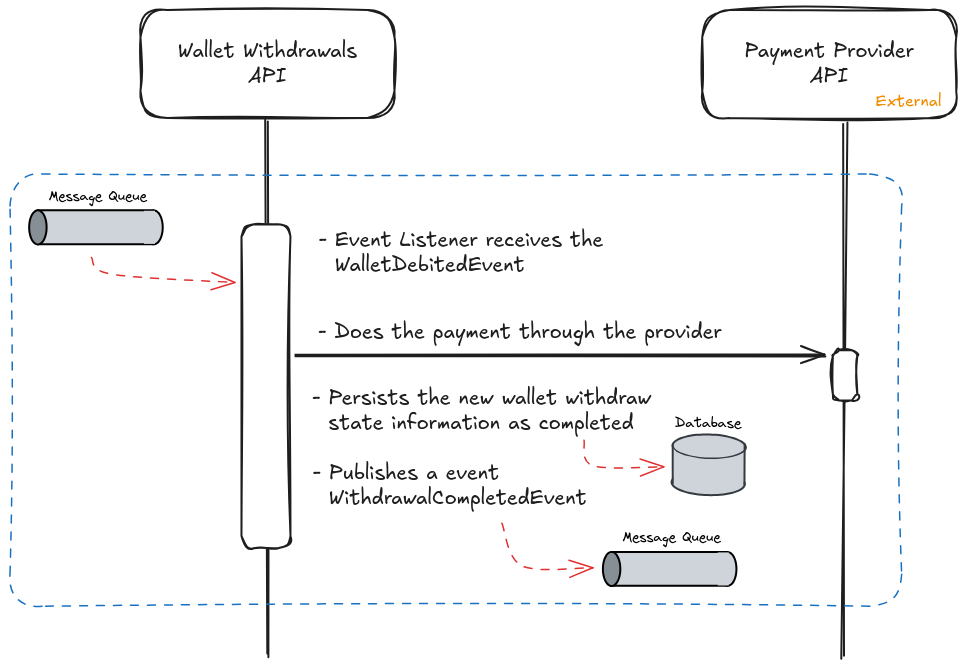 Wallet Withdrawals
API
Payment Provider
API
External
Message Queue
- Event Listener receives the
WalletDebitedEvent
- Does the payment through the provider
- Persists the new wallet withdraw
state information as completed
Database
- Publishes a event
WithdrawalCompletedEvent
Message Queue